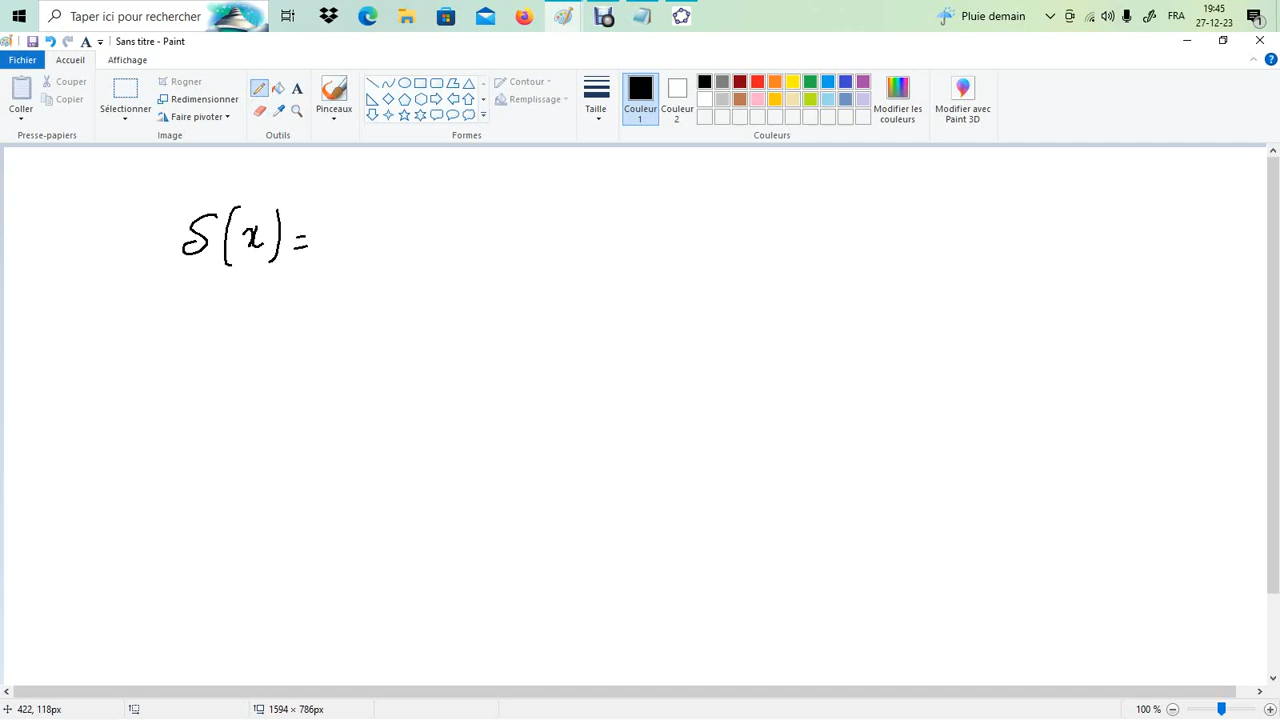 Taper ici pour rechercher
Pluie demain
FRA
19:45
27-12-23
1
Sans titre - Paint
Fichier
Accueil
Affichage
Coller
Couper
Copier
Presse-papiers
Sélectionner
Rogner
Redimensionner
Faire pivoter
Image
A
Outils
Pinceaux
Contour
Remplissage
Formes
Taille
Couleur 1
Couleur 2
Modifier les couleurs
Couleurs
Modifier avec Paint 3D
δ(x)=
422, 118px
1594 × 786px
100 %